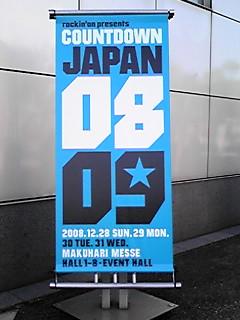 rockin'on presents
COUNTDOWN
JAPAN
08
09
2008.12.28 SUN. 29 MON.
30 TUE. 31 WED.
MAKUHARI MESSE
HALL 1-8 • EVENT HALL